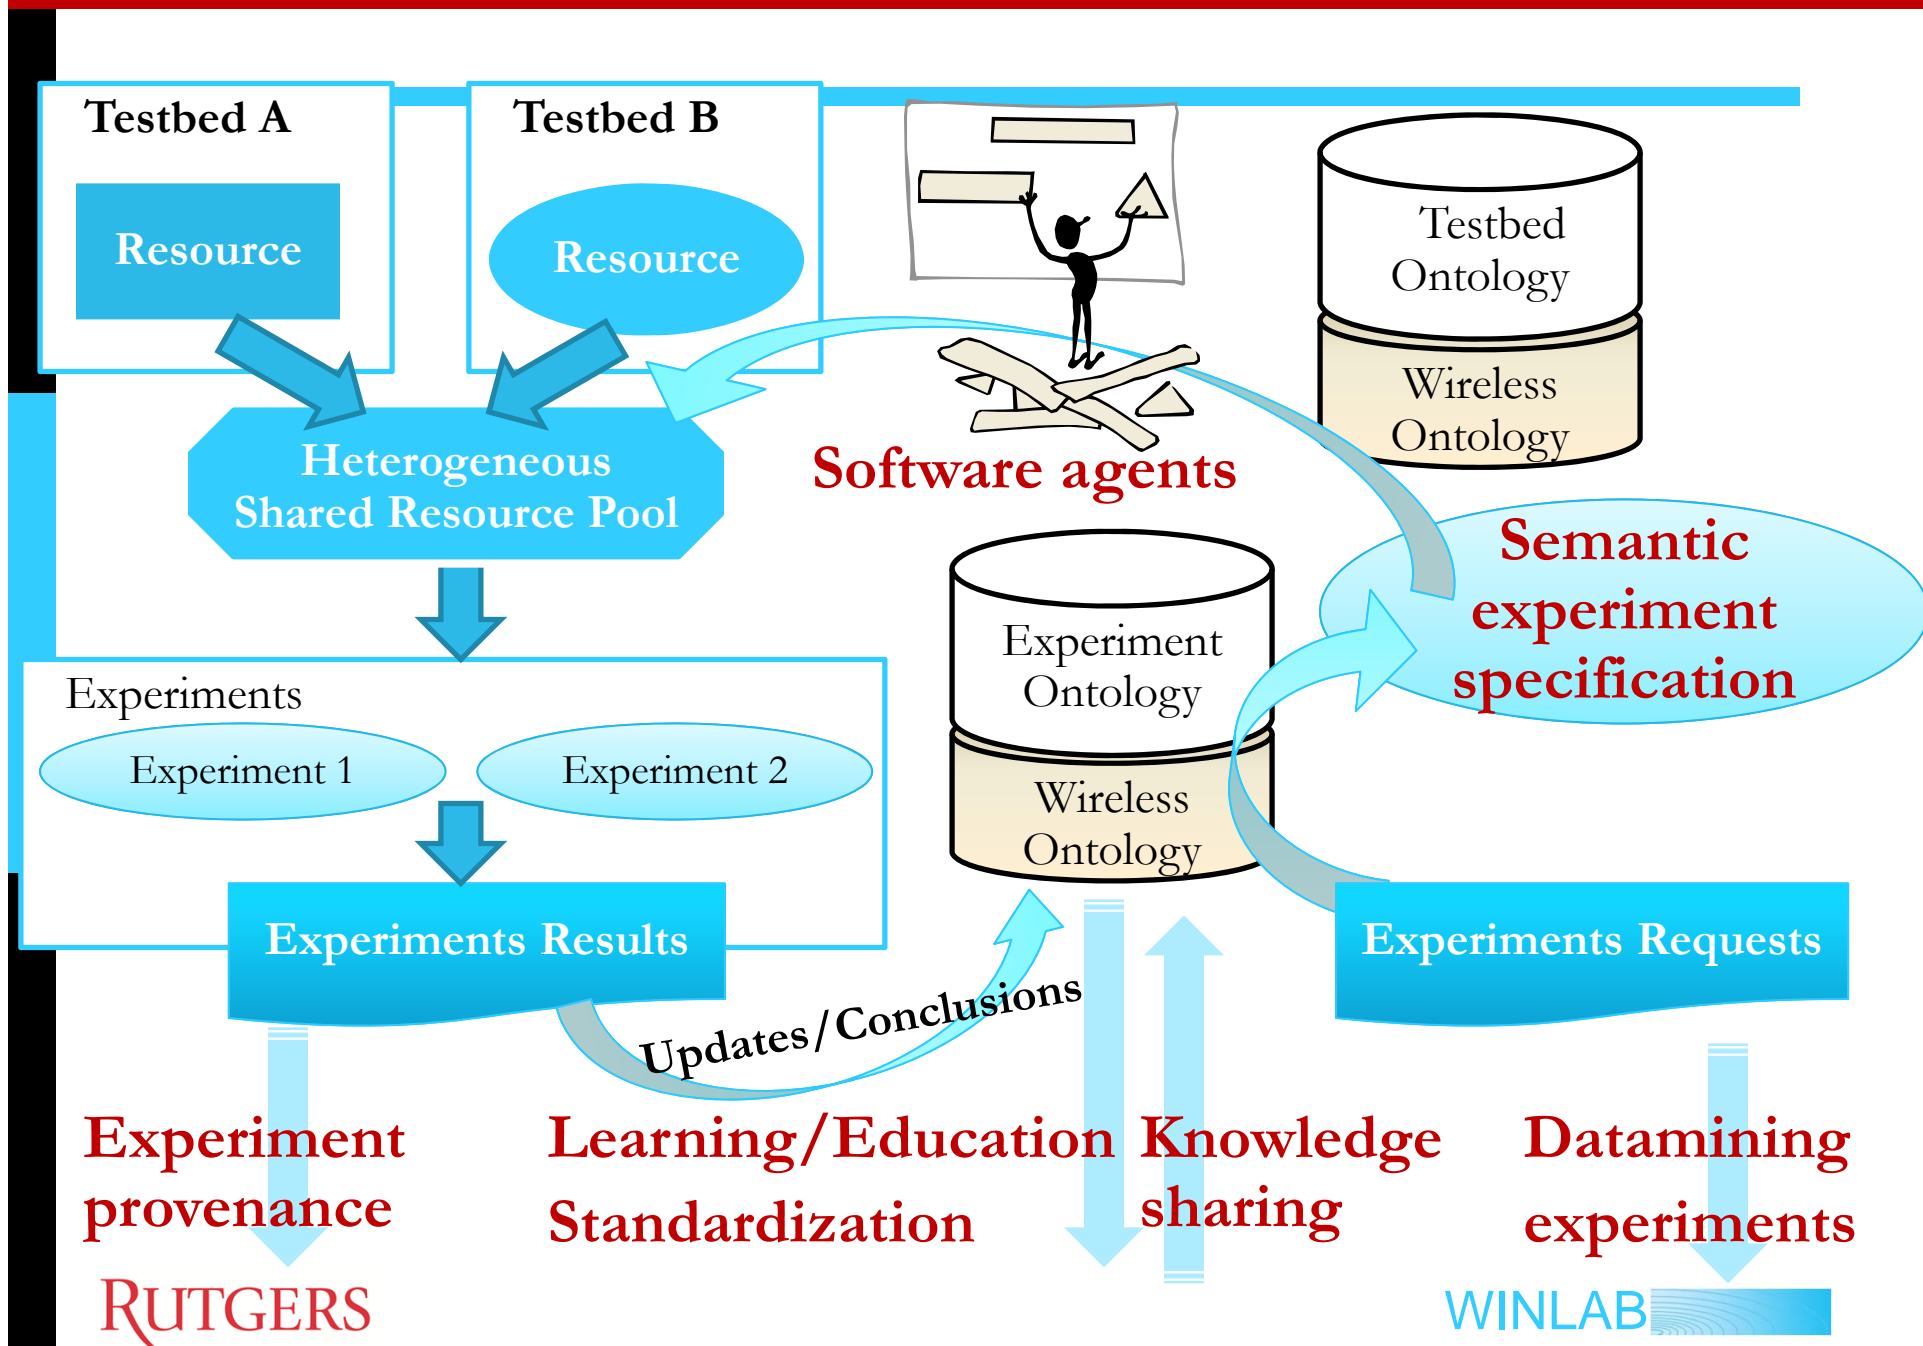 Testbed A
Resource
Testbed B
Resource
Heterogeneous
Shared Resource Pool
Software agents
Testbed
Ontology
Wireless
Ontology
Semantic
experiment
specification
Experiment
Ontology
Wireless
Ontology
Experiments
Experiment 1
Experiment 2
Experiments Results
Updates/Conclusions
Experiments Requests
Experiment
provenance
Learning/Education
Standardization
Knowledge
sharing
Datamining
experiments
RUTGERS
WINLAB